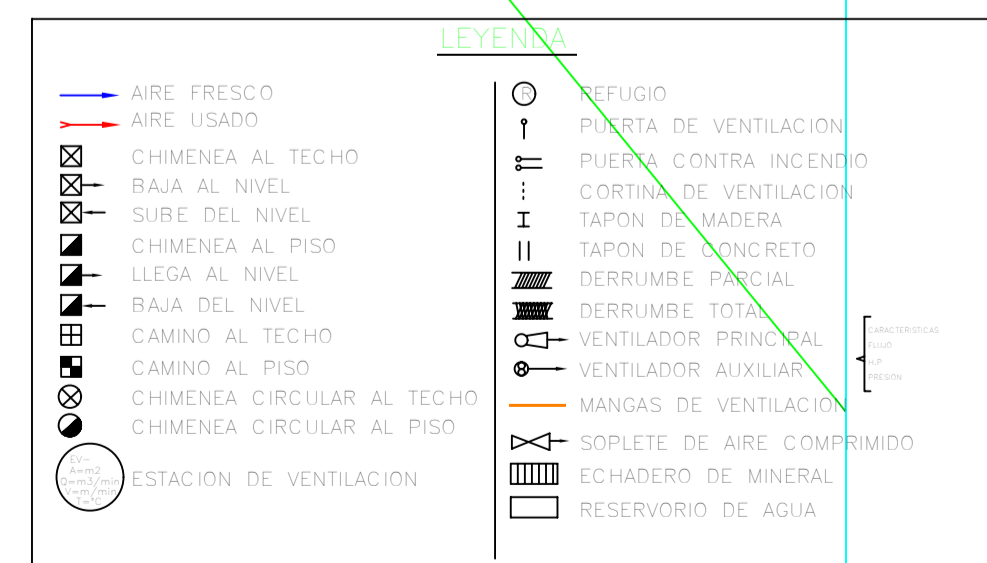 LEYENDA
AIRE FRESCO
AIRE USADO
CHIMENEA AL TECHO
BAJA AL NIVEL
SUBE DEL NIVEL
CHIMENEA AL PISO
LLEGA AL NIVEL
BAJA DEL NIVEL
CAMINO AL TECHO
CAMINO AL PISO
CHIMENEA CIRCULAR AL TECHO
CHIMENEA CIRCULAR AL PISO
EV-
A=m2
Q=m3/min
V=m/min
T=°C
ESTACION DE VENTILACION
R REFUGIO
PUERTA DE VENTILACION
PUERTA CONTRA INCENDIO
CORTINA DE VENTILACION
TAPON DE MADERA
TAPON DE CONCRETO
DERRUMBE PARCIAL
DERRUMBE TOTAL
VENTILADOR PRINCIPAL
VENTILADOR AUXILIAR
CARACTERISTICAS
FLUJO
H.P
PRESION
MANGAS DE VENTILACION
SOPLETE DE AIRE COMPRIMIDO
ECHADERO DE MINERAL
RESERVORIO DE AGUA